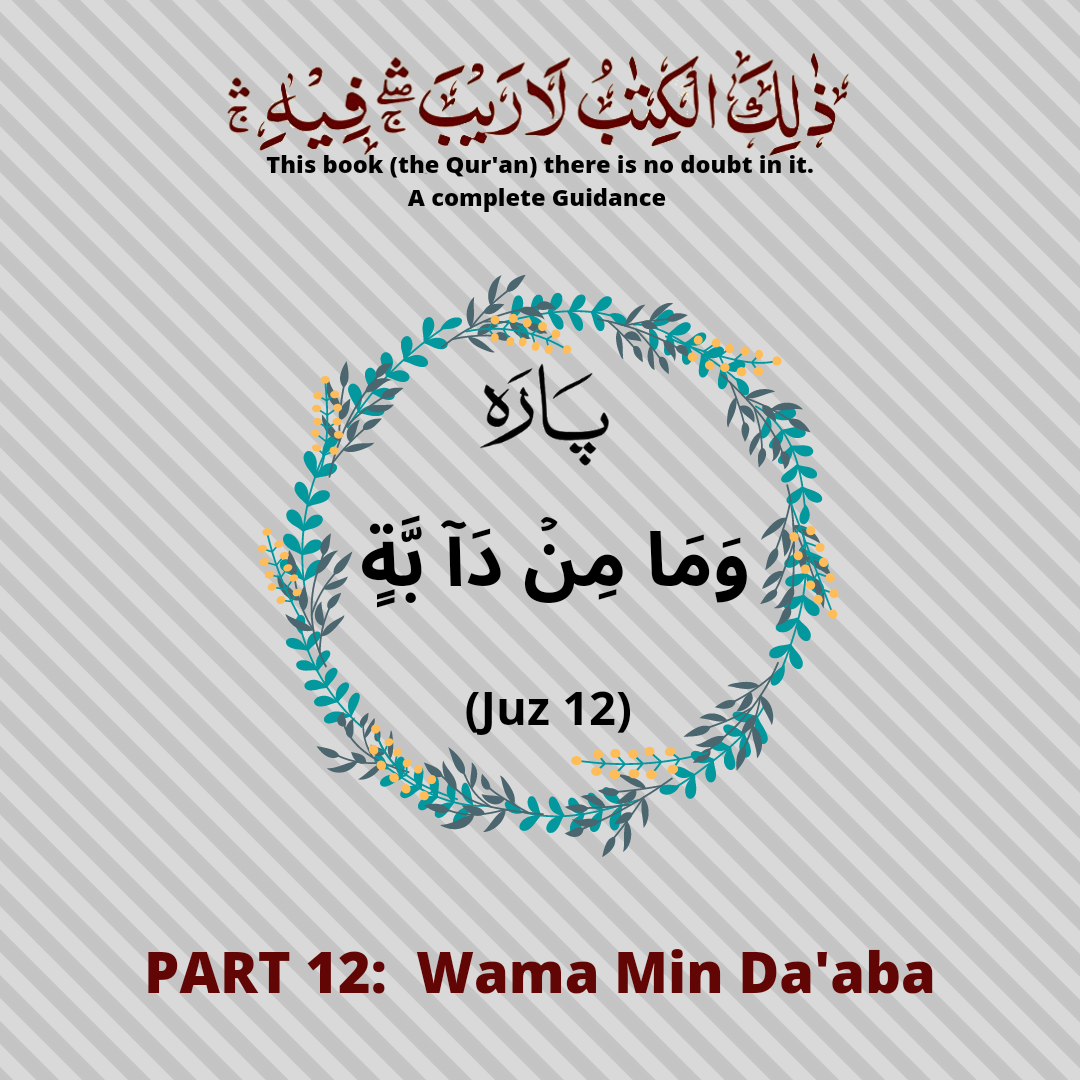 ذٰلِكَ الْكِتٰبُ لَا رَيْبَ ۛۖۚ فِيْهِ ۛۚ
This book (the Qur'an) there is no doubt in it.
A complete Guidance
پَارَہ
وَمَا مِنۡ دَآ بَّةٍ
(Juz 12)
PART 12: Wama Min Da'aba